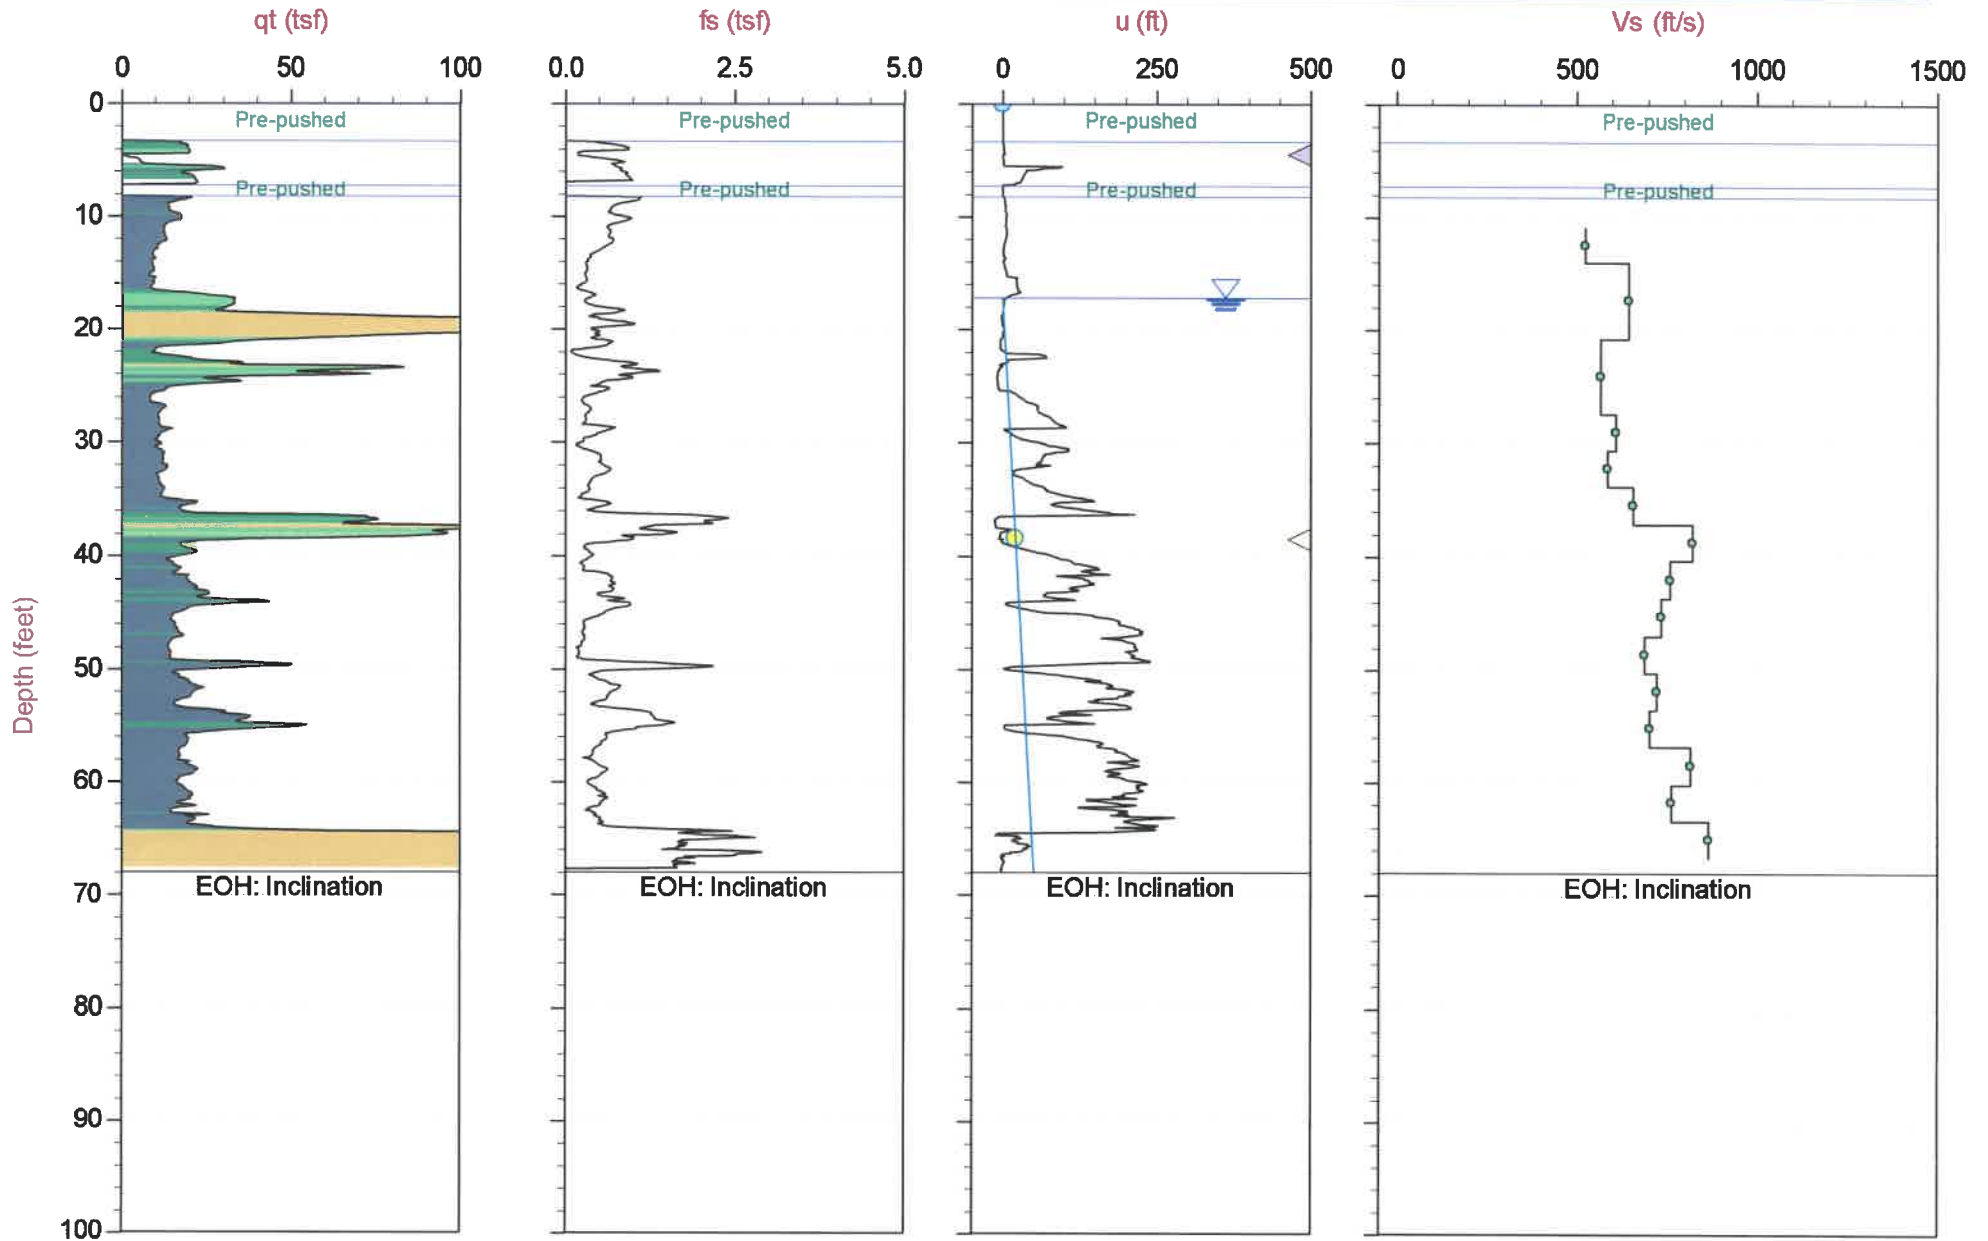 qt (tsf)
fs (tsf)
u (ft)
Vs (ft/s)
0 50 100
0.0 2.5 5.0
0 250 500
0 500 1000 1500
0
Pre-pushed Pre-pushed Pre-pushed Pre-pushed
Pre-pushed Pre-pushed Pre-pushed Pre-pushed
10
20
30
40
50
60
EOH: Inclination EOH: Inclination EOH: Inclination EOH: Inclination
70
80
90
100
Depth (feet)